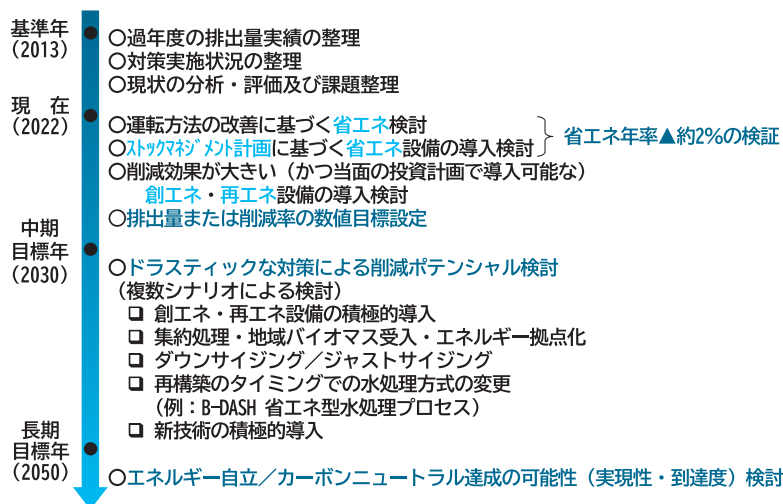 基準年
(2013)
○過年度の排出量実績の整理
○対策実施状況の整理
○現状の分析・評価及び課題整理
現 在
(2022)
○運転方法の改善に基づく省エネ検討
○ｽﾄｯｸﾏﾈｼﾞﾒﾝﾄ計画に基づく省エネ設備の導入検討
省エネ年率▲約2%の検証
○削減効果が大きい（かつ当面の投資計画で導入可能な）
創エネ・再エネ設備の導入検討
○排出量または削減率の数値目標設定
中期
目標年
(2030)
○ドラスティックな対策による削減ポテンシャル検討
（複数シナリオによる検討）
❑ 創エネ・再エネ設備の積極的導入
❑ 集約処理・地域バイオマス受入・エネルギー拠点化
❑ ダウンサイジング／ジャストサイジング
❑ 再構築のタイミングでの水処理方式の変更
（例：B-DASH 省エネ型水処理プロセス）
❑ 新技術の積極的導入
長期
目標年
(2050)
○エネルギー自立／カーボンニュートラル達成の可能性（実現性・到達度）検討